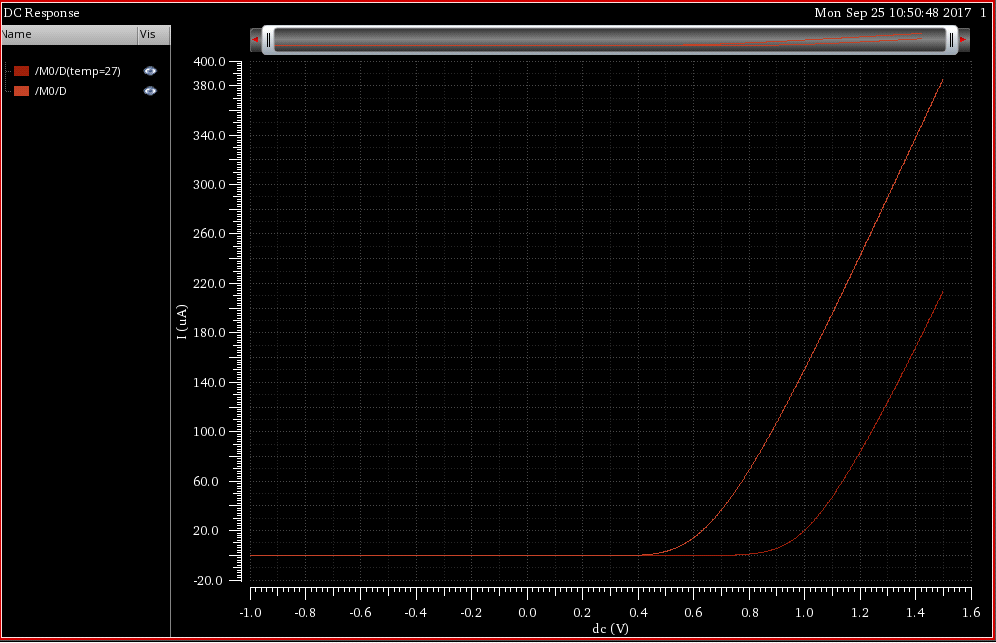 DC Response
Mon Sep 25 10:50:48 2017 1
Name Vis
/M0/D(temp=27)
/M0/D
400.0
380.0
340.0
300.0
260.0
220.0
180.0
140.0
100.0
60.0
20.0
-20.0
I (uA)
-1.0 -0.8 -0.6 -0.4 -0.2 0.0 0.2 0.4 0.6 0.8 1.0 1.2 1.4 1.6
dc (V)